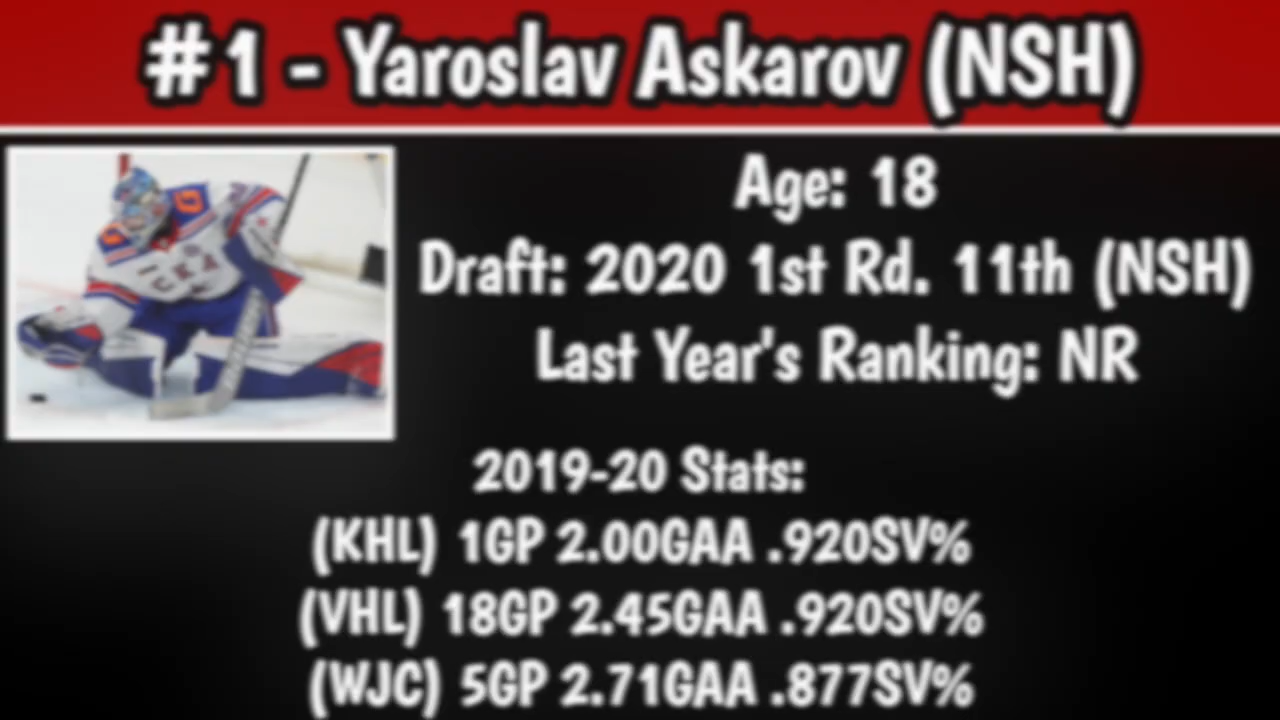 #1 - Yaroslav Askarov (NSH)
Age: 18
Draft: 2020 1st Rd. 11th (NSH)
Last Year's Ranking: NR
2019-20 Stats:
(KHL) 1GP 2.00GAA .920SV%
(VHL) 18GP 2.45GAA .920SV%
(WJC) 5GP 2.71GAA .877SV%